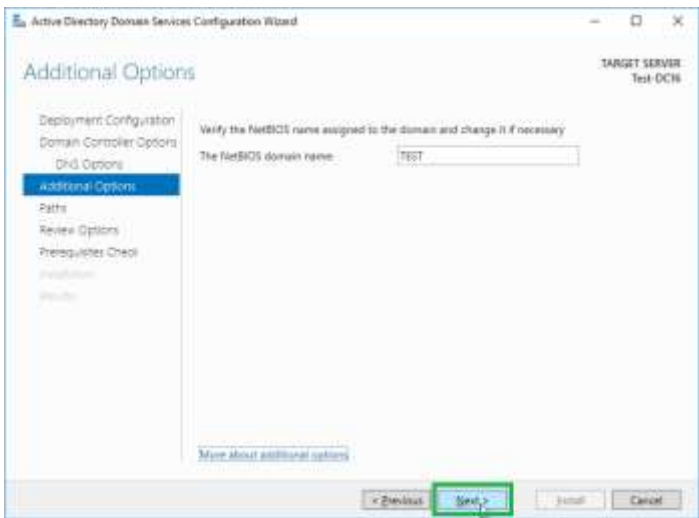 Active Directory Domain Services Configuration Wizard
Additional Options
TARGET SERVER
Test-DC16
Deployment Configuration
Domain Controller Options
DNS Options
Additional Options
Paths
Review Options
Prerequisites Check
Installation
Results
Verify the NetBIOS name assigned to the domain and change it if necessary
The NetBIOS domain name: TEST
More about additional options
< Previous Next > Install Cancel